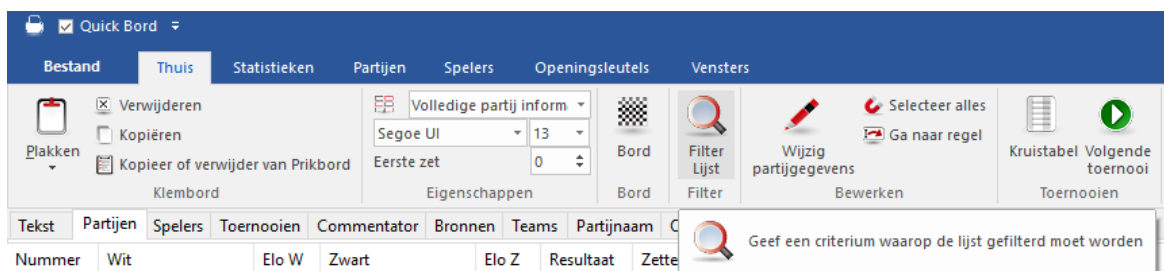 Quick Bord
Bestand Thuis Statistieken Partijen Spelers Openingsleutels Vensters
Plakken
Verwijderen
Kopiëren
Kopieer of verwijder van Prikbord
Klembord
Volledige partij inform
Segoe UI 13
Eerste zet 0
Eigenschappen
Bord
Bord
Filter
Lijst
Filter
Wijzig
partijgegevens
Selecteer alles
Ga naar regel
Bewerken
Kruistabel
Volgende
toernooi
Toernooien
Tekst Partijen Spelers Toernooien Commentator Bronnen Teams Partijnaam
Geef een criterium waarop de lijst gefilterd moet worden
Nummer Wit Elo W Zwart Elo Z Resultaat Zette